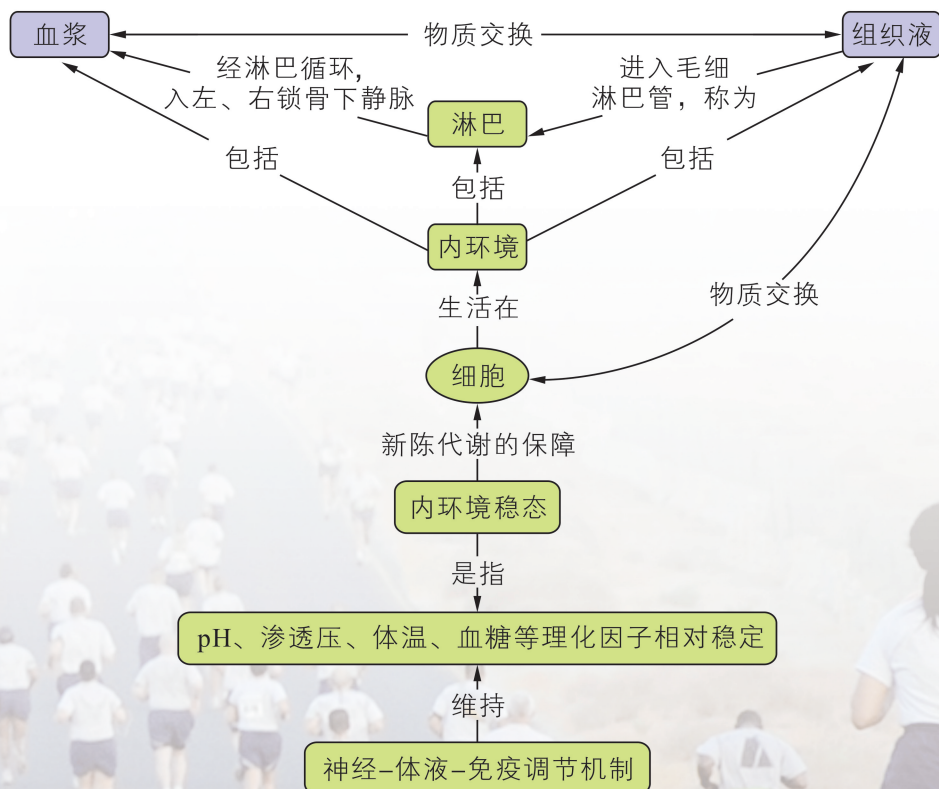 血浆
物质交换
组织液
经淋巴循环,
入左、右锁骨下静脉
进入毛细
淋巴管，称为
淋巴
包括
包括
包括
内环境
生活在
物质交换
细胞
新陈代谢的保障
内环境稳态
是指
pH、渗透压、体温、血糖等理化因子相对稳定
维持
神经–体液–免疫调节机制